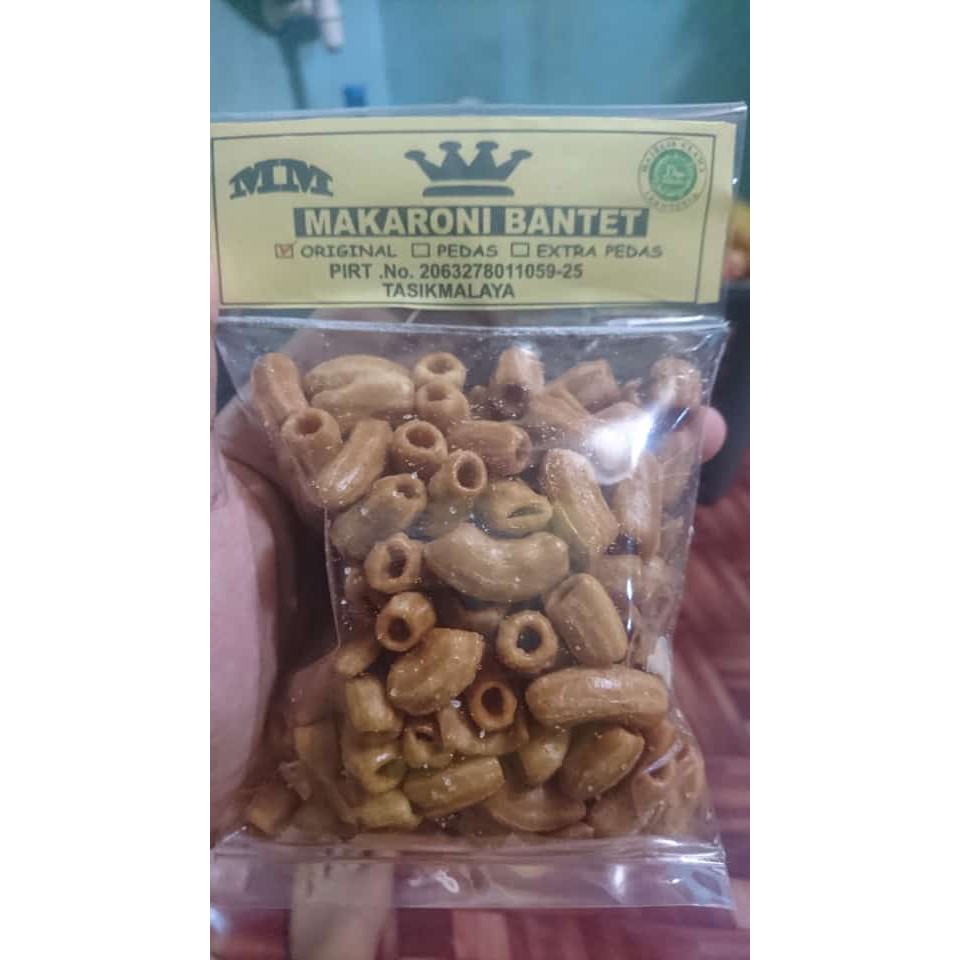 MM
MAKARONI BANTET
ORIGINAL PEDAS EXTRA PEDAS
PIRT .No. 2063278011059-25
TASIKMALAYA